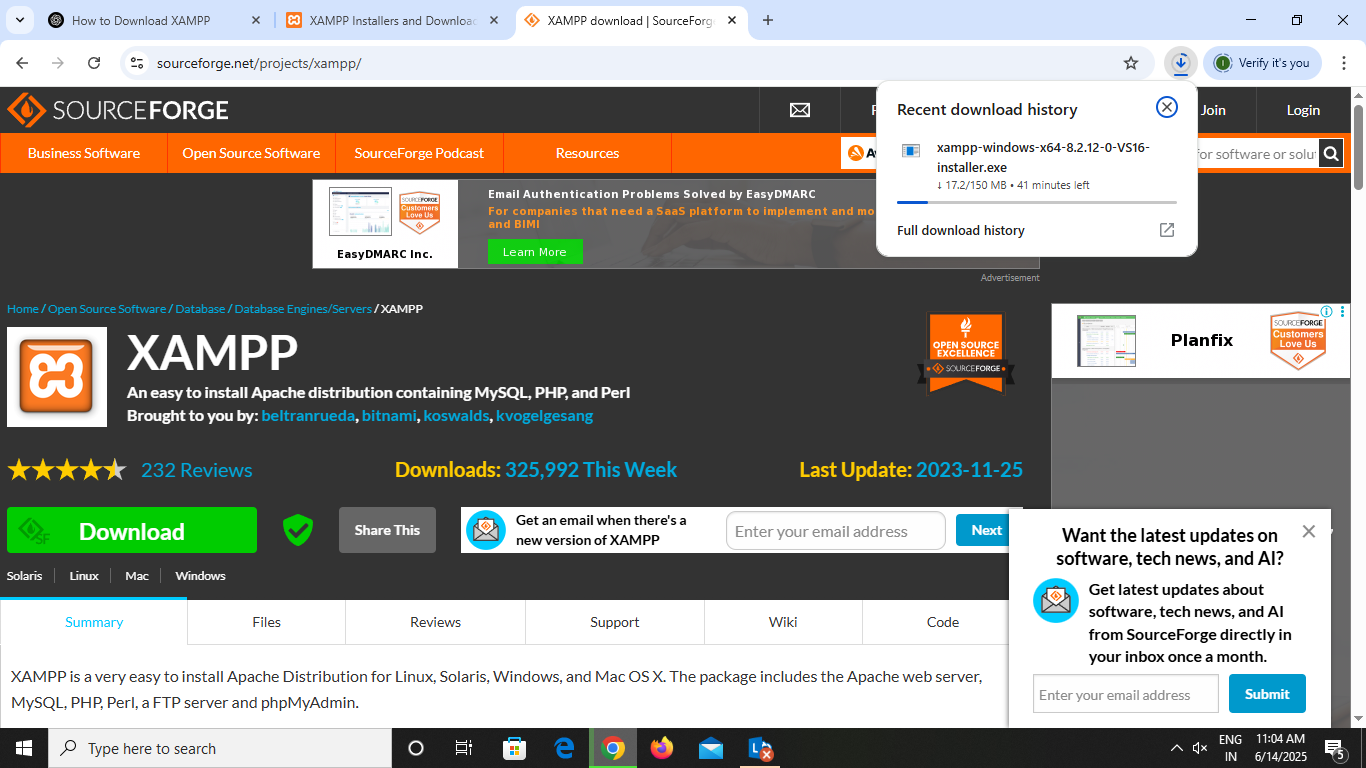 How to Download XAMPP
XAMPP Installers and Downloa
XAMPP download | SourceForg
sourceforge.net/projects/xampp/
Verify it's you
Recent download history
xampp-windows-x64-8.2.12-0-VS16-
installer.exe
↓ 17.2/150 MB • 41 minutes left
Full download history
SOURCEFORGE
Join
Login
Business Software
Open Source Software
SourceForge Podcast
Resources
for software or solut
Email Authentication Problems Solved by EasyDMARC
For companies that need a SaaS platform to implement and mo
and BIMI
SOURCEFORGE
Customers
Love Us
EasyDMARC Inc.
Learn More
Advertisement
Home / Open Source Software / Database / Database Engines/Servers / XAMPP
XAMPP
An easy to install Apache distribution containing MySQL, PHP, and Perl
Brought to you by: beltranrueda, bitnami, koswalds, kvogelgesang
OPEN SOURCE
EXCELLENCE
SOURCEFORGE
SOURCEFORGE
Customers
Love Us
Planfix
232 Reviews
Downloads: 325,992 This Week
Last Update: 2023-11-25
SF
Download
Share This
Get an email when there's a
new version of XAMPP
Enter your email address
Next
Solaris
Linux
Mac
Windows
Want the latest updates on
software, tech news, and AI?
Get latest updates about
software, tech news, and AI
from SourceForge directly in
your inbox once a month.
Enter your email address
Submit
Summary
Files
Reviews
Support
Wiki
Code
XAMPP is a very easy to install Apache Distribution for Linux, Solaris, Windows, and Mac OS X. The package includes the Apache web server,
MySQL, PHP, Perl, a FTP server and phpMyAdmin.
Type here to search
ENG
IN
11:04 AM
6/14/2025
5